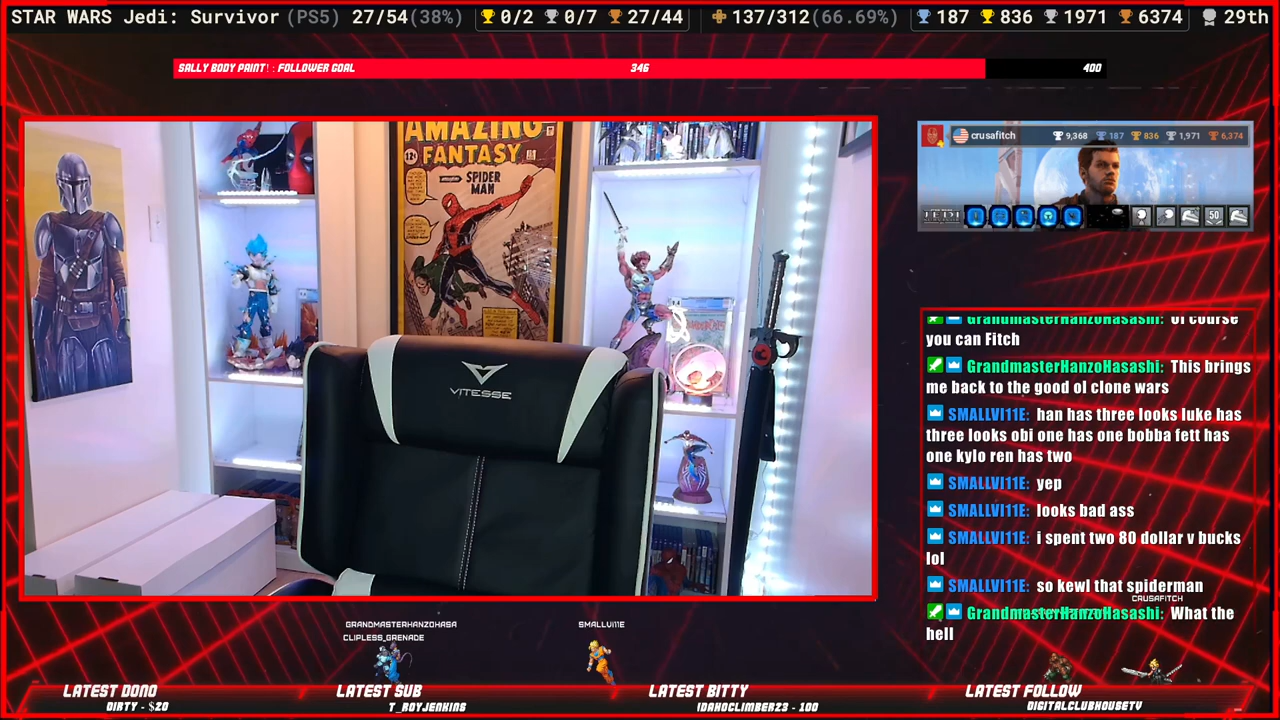 STAR WARS Jedi: Survivor (PS5) 27/54(38%) 0/2 0/7 27/44 137/312(66.69%) 187 836 1971 6374 29th
SALLY BODY PAINT! : FOLLOWER GOAL 346 400
crusafitch 9,368 187 836 1,971 6,374
JEDI
50
AMAZING
FANTASY
SPIDER
MAN
VITESSE
GrandmasterHanzoHasashi: Of course
you can Fitch
GrandmasterHanzoHasashi: This brings
me back to the good ol clone wars
SMALLVI11E: han has three looks luke has
three looks obi one has one bobba fett has
one kylo ren has two
SMALLVI11E: yep
SMALLVI11E: looks bad ass
SMALLVI11E: i spent two 80 dollar v bucks
lol
SMALLVI11E: so kewl that spiderman
CRUSAFITCH
GrandmasterHanzoHasashi: What the
hell
GRANDMASTERHANZOHASA
CLIPLESS_GRENADE
SMALLVI11E
LATEST DONO
DIRTY - $20
LATEST SUB
T_ROYJENKINS
LATEST BITTY
IDAHOCLIMBER23 - 100
LATEST FOLLOW
DIGITALCLUBHOUSETV